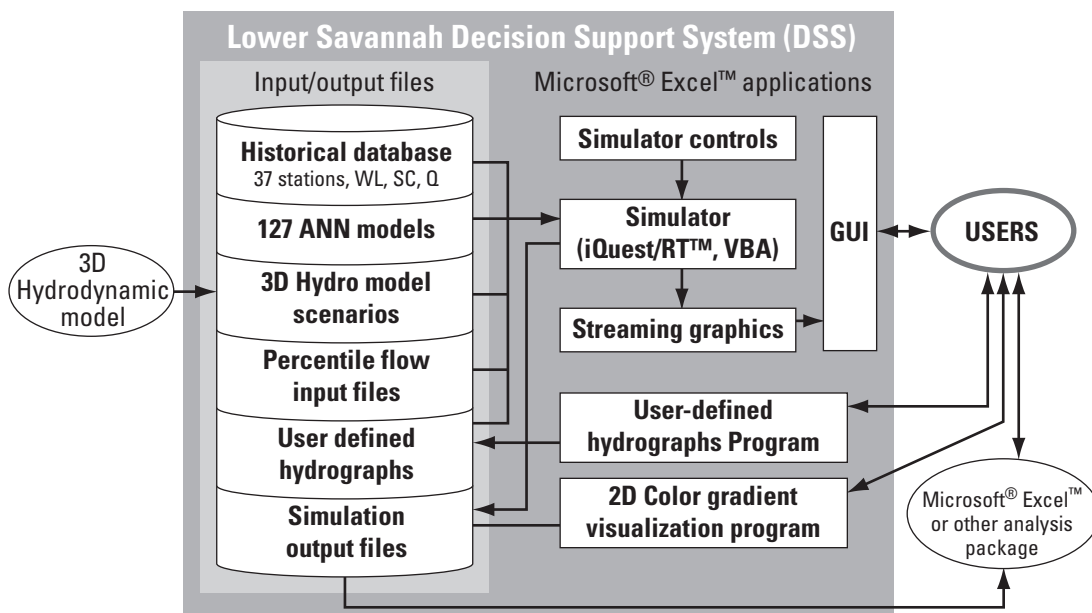 Lower Savannah Decision Support System (DSS)
Input/output files
Microsoft® Excel™ applications
Historical database
37 stations, WL, SC, Q
127 ANN models
3D Hydro model
scenarios
Percentile flow
input files
User defined
hydrographs
Simulation
output files
3D
Hydrodynamic
model
Simulator controls
Simulator
(iQuest/RT™, VBA)
Streaming graphics
GUI
USERS
User-defined
hydrographs Program
2D Color gradient
visualization program
Microsoft® Excel™
or other analysis
package